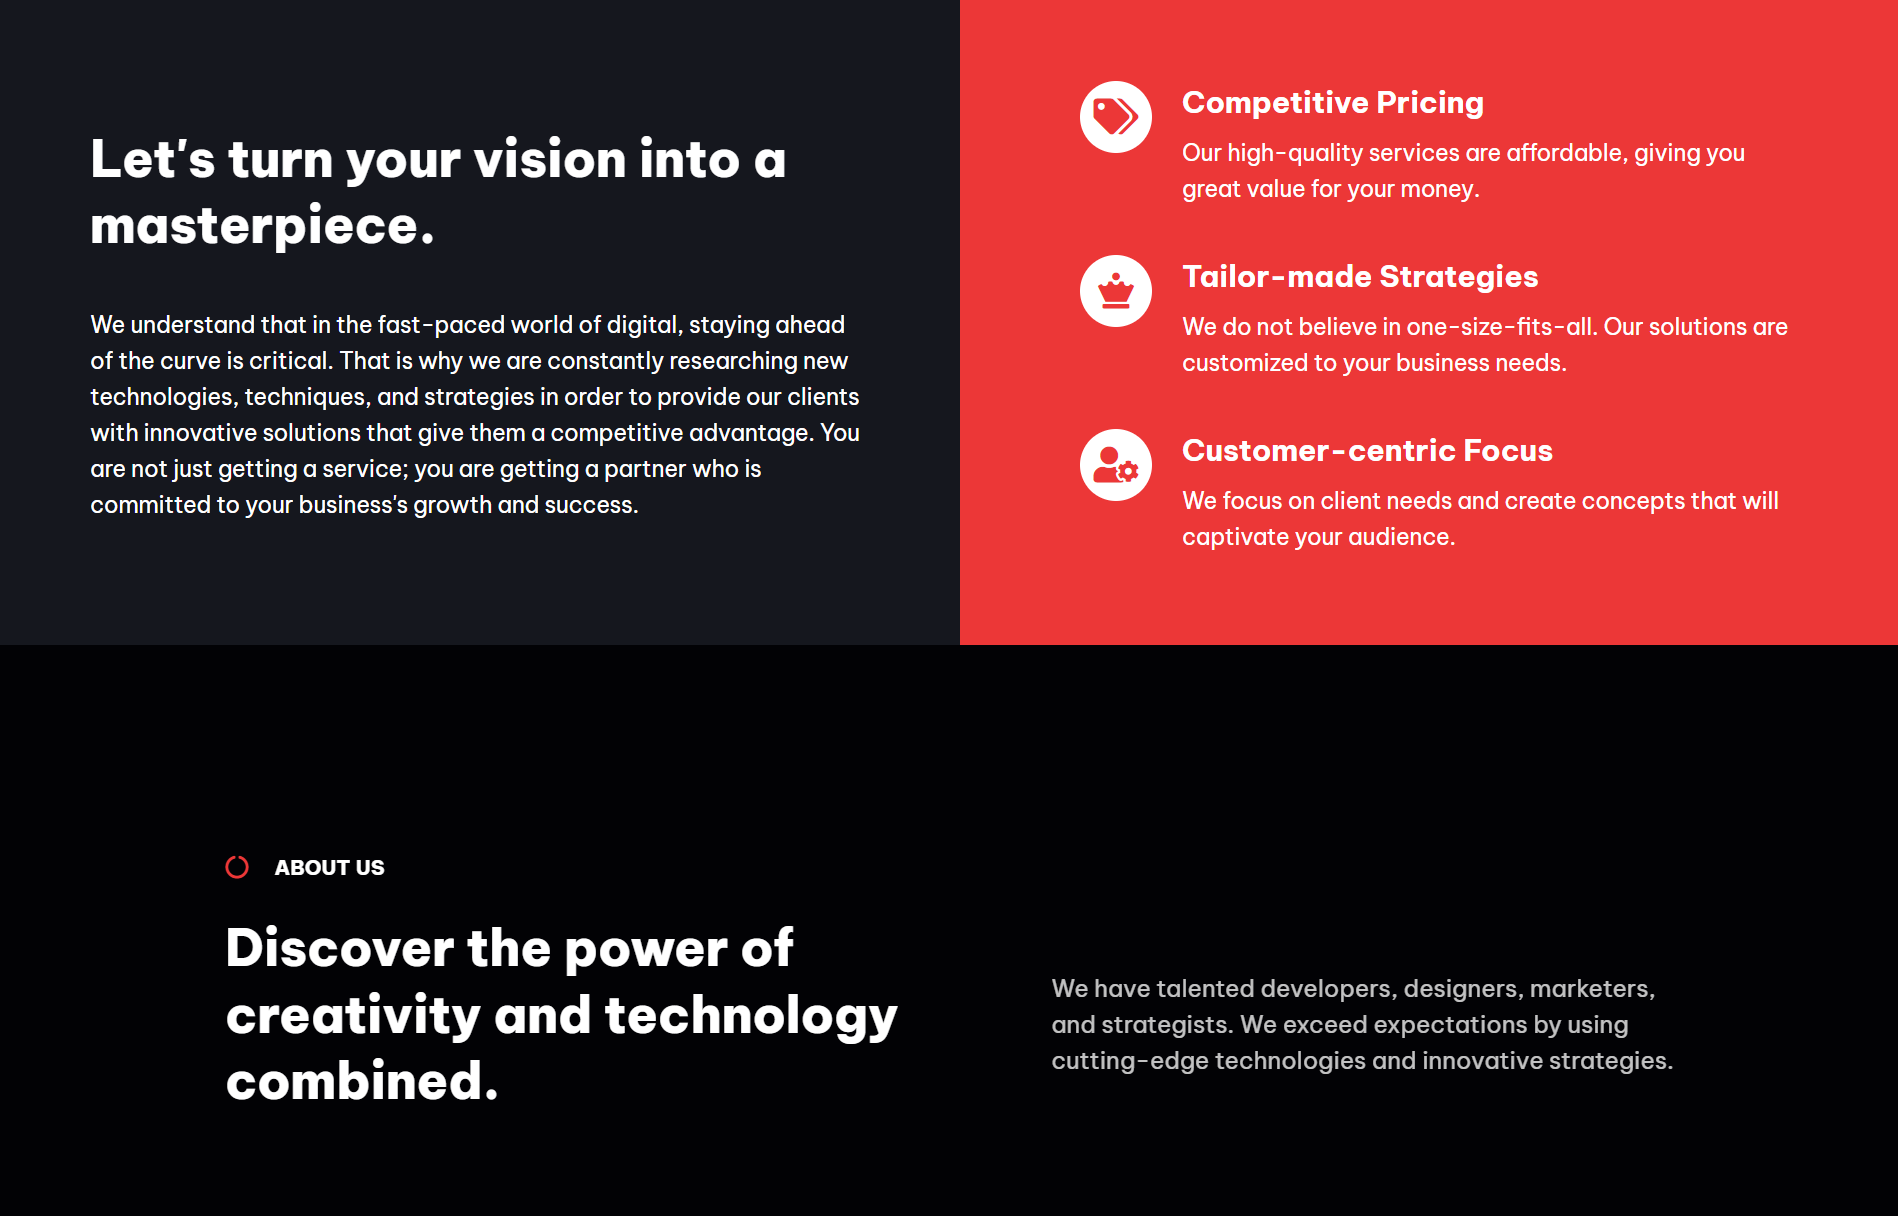 Let's turn your vision into a
masterpiece.
We understand that in the fast-paced world of digital, staying ahead
of the curve is critical. That is why we are constantly researching new
technologies, techniques, and strategies in order to provide our clients
with innovative solutions that give them a competitive advantage. You
are not just getting a service; you are getting a partner who is
committed to your business's growth and success.
Competitive Pricing
Our high-quality services are affordable, giving you
great value for your money.
Tailor-made Strategies
We do not believe in one-size-fits-all. Our solutions are
customized to your business needs.
Customer-centric Focus
We focus on client needs and create concepts that will
captivate your audience.
ABOUT US
Discover the power of
creativity and technology
combined.
We have talented developers, designers, marketers,
and strategists. We exceed expectations by using
cutting-edge technologies and innovative strategies.